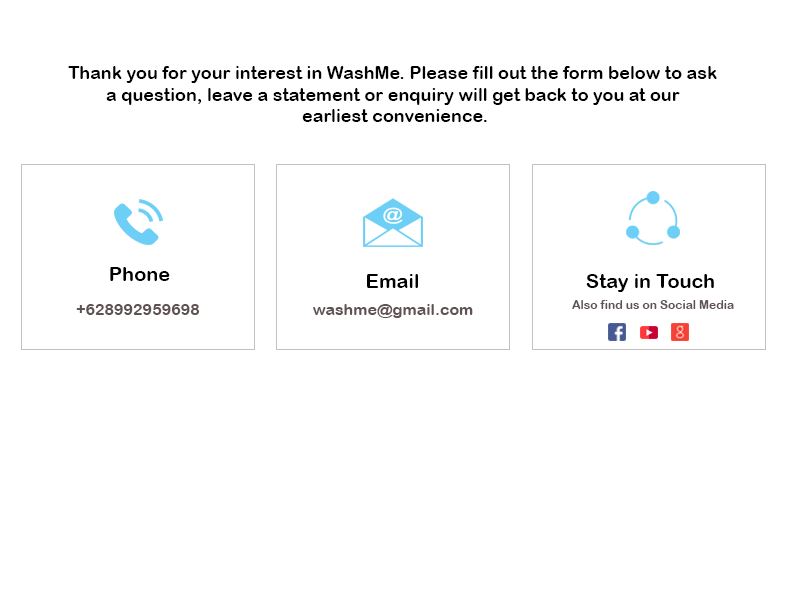 Thank you for your interest in WashMe. Please fill out the form below to ask
a question, leave a statement or enquiry will get back to you at our
earliest convenience.
@
Phone
+628992959698
Email
washme@gmail.com
Stay in Touch
Also find us on Social Media
f
8